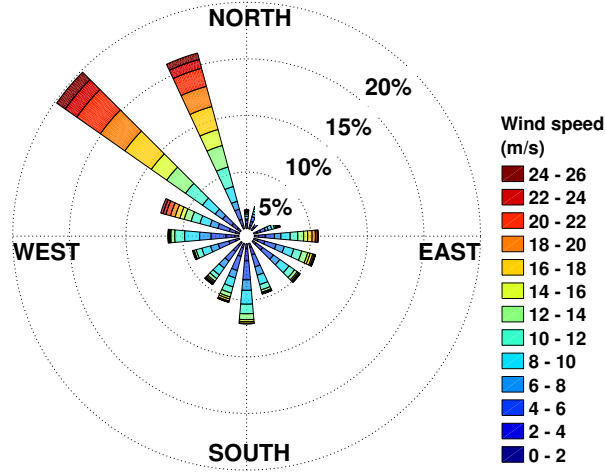 NORTH
20%
15%
10%
5%
WEST
EAST
SOUTH
Wind speed
(m/s)
24 - 26
22 - 24
20 - 22
18 - 20
16 - 18
14 - 16
12 - 14
10 - 12
8 - 10
6 - 8
4 - 6
2 - 4
0 - 2